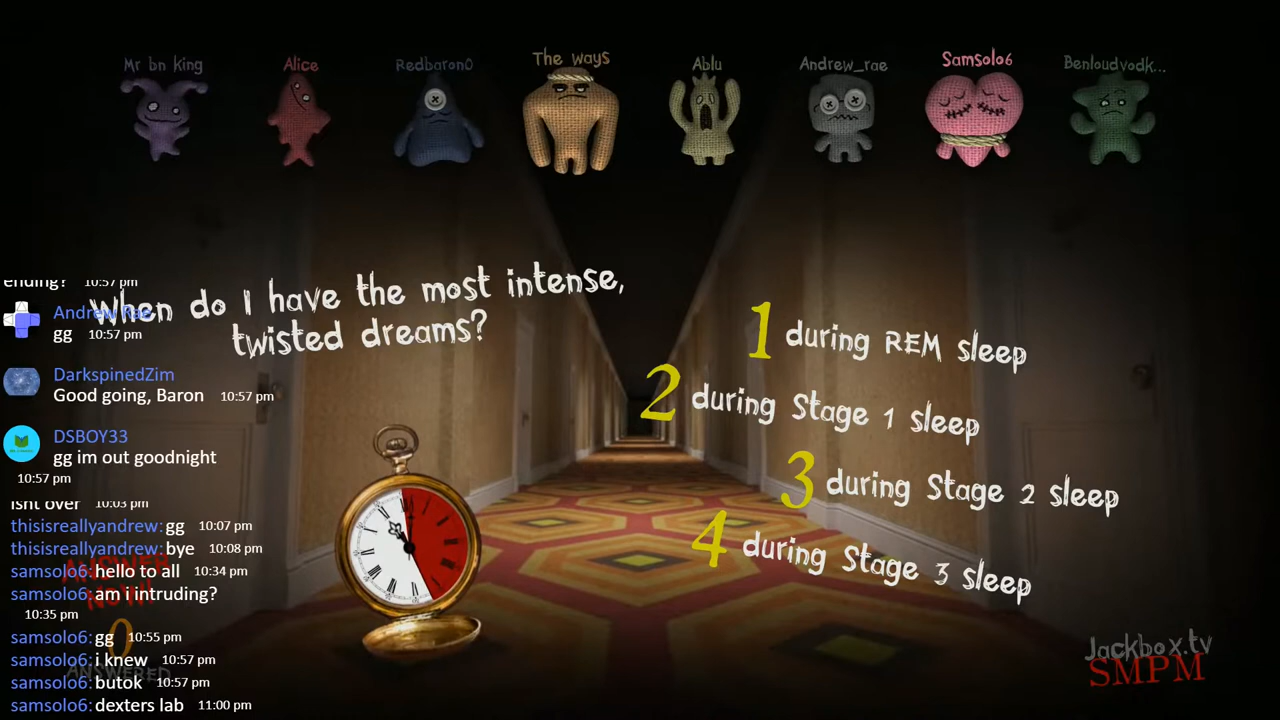 Mr bn king
Alice
Redbaron0
The ways
Ablu
Andrew_rae
Samsolo6
Benloudvodk...
When do I have the most intense,
twisted dreams?
1 during REM sleep
2 during Stage 1 sleep
3 during Stage 2 sleep
4 during Stage 3 sleep
ending? 10:57 pm
Andrew Rae
gg 10:57 pm
DarkspinedZim
Good going, Baron 10:57 pm
DSBOY33
gg im out goodnight
10:57 pm
isnt over 10:03 pm
thisisreallyandrew: gg 10:07 pm
thisisreallyandrew: bye 10:08 pm
samsolo6: hello to all 10:34 pm
samsolo6: am i intruding?
10:35 pm
samsolo6: gg 10:55 pm
samsolo6: i knew 10:57 pm
samsolo6: butok 10:57 pm
samsolo6: dexters lab 11:00 pm
ANSWER
NOW!
0
ANSWERED
Jackbox.tv
SMPM